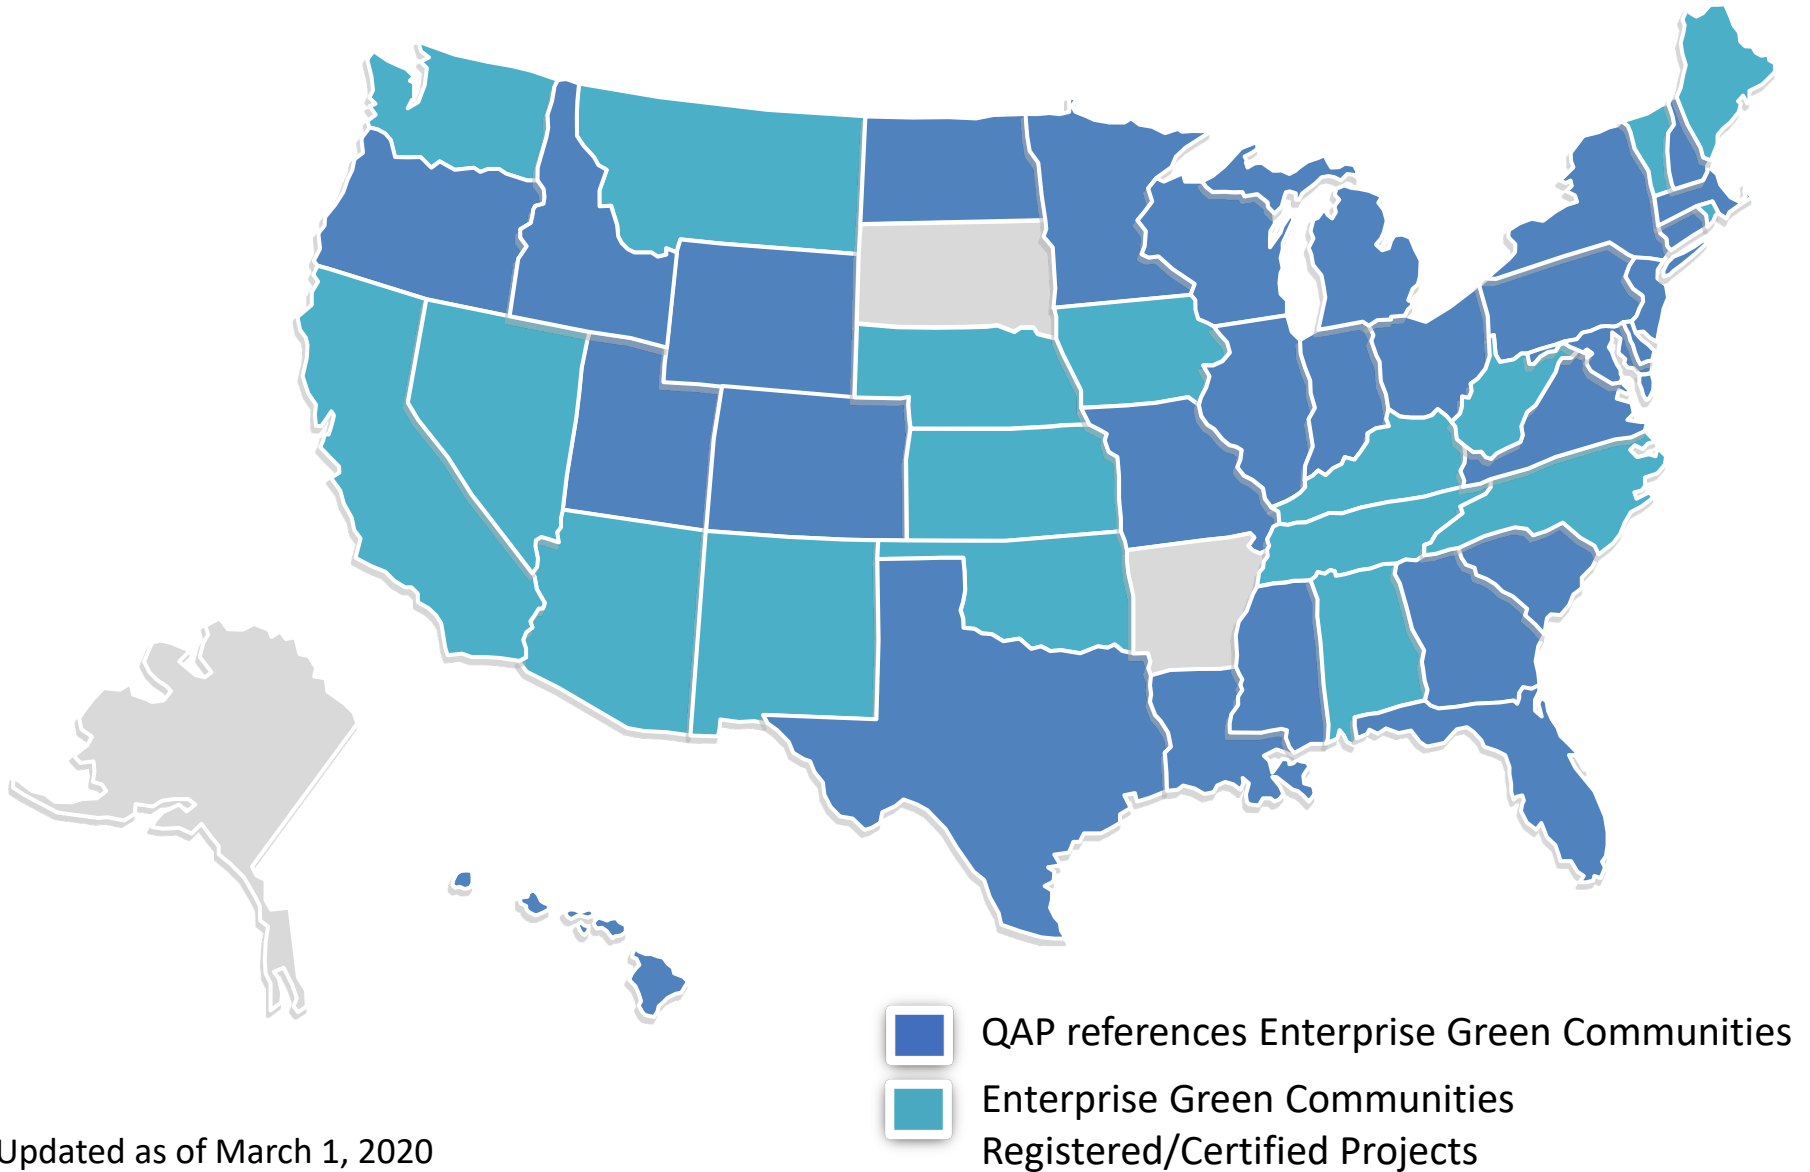 QAP references Enterprise Green Communities
Enterprise Green Communities
Registered/Certified Projects
Updated as of March 1, 2020